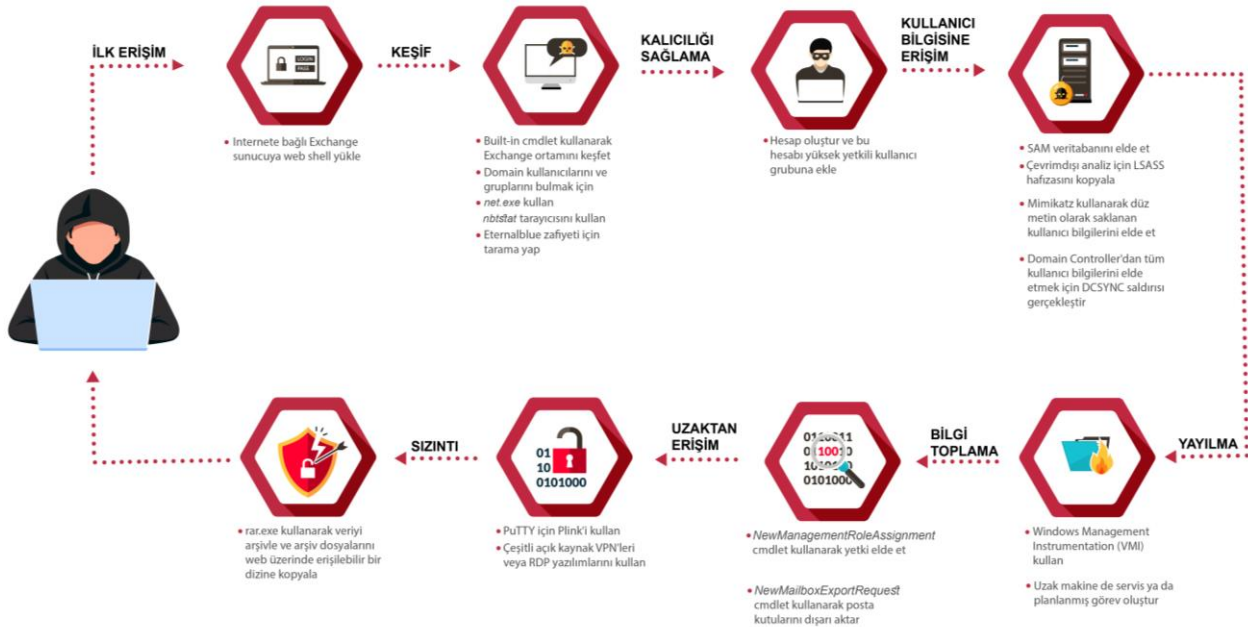 İLK ERİŞİM
LOGIN
PAGE
• Internete bağlı Exchange
sunucuya web shell yükle
KEŞİF
• Built-in cmdlet kullanarak
Exchange ortamını keşfet
• Domain kullanıcılarını ve
gruplarını bulmak için
• net.exe kullan
nbtstat tarayıcısını kullan
• Eternalblue zafiyeti için
tarama yap
KALICILIĞI
SAĞLAMA
• Hesap oluştur ve bu
hesabı yüksek yetkili kullanıcı
grubuna ekle
KULLANICI
BİLGİSİNE
ERİŞİM
• SAM veritabanını elde et
• Çevrimdışı analiz için LSASS
hafızasını kopyala
• Mimikatz kullanarak düz
metin olarak saklanan
kullanıcı bilgilerini elde et
• Domain Controller'dan tüm
kullanıcı bilgilerini elde
etmek için DCSYNC saldırısı
gerçekleştir
YAYILMA
• Windows Management
Instrumentation (VMI)
kullan
• Uzak makine de servis ya da
planlanmış görev oluştur
BİLGİ
TOPLAMA
0101000
• NewManagementRoleAssignment
cmdlet kullanarak yetki elde et
• NewMailboxExportRequest
cmdlet kullanarak posta
kutularını dışarı aktar
UZAKTAN
ERİŞİM
01
10
0101000
• PuTTY için Plink'i kullan
• Çeşitli açık kaynak VPN'leri
veya RDP yazılımlarını kullan
SIZINTI
• rar.exe kullanarak veriyi
arşivle ve arşiv dosyalarını
web üzerinde erişilebilir bir
dizine kopyala